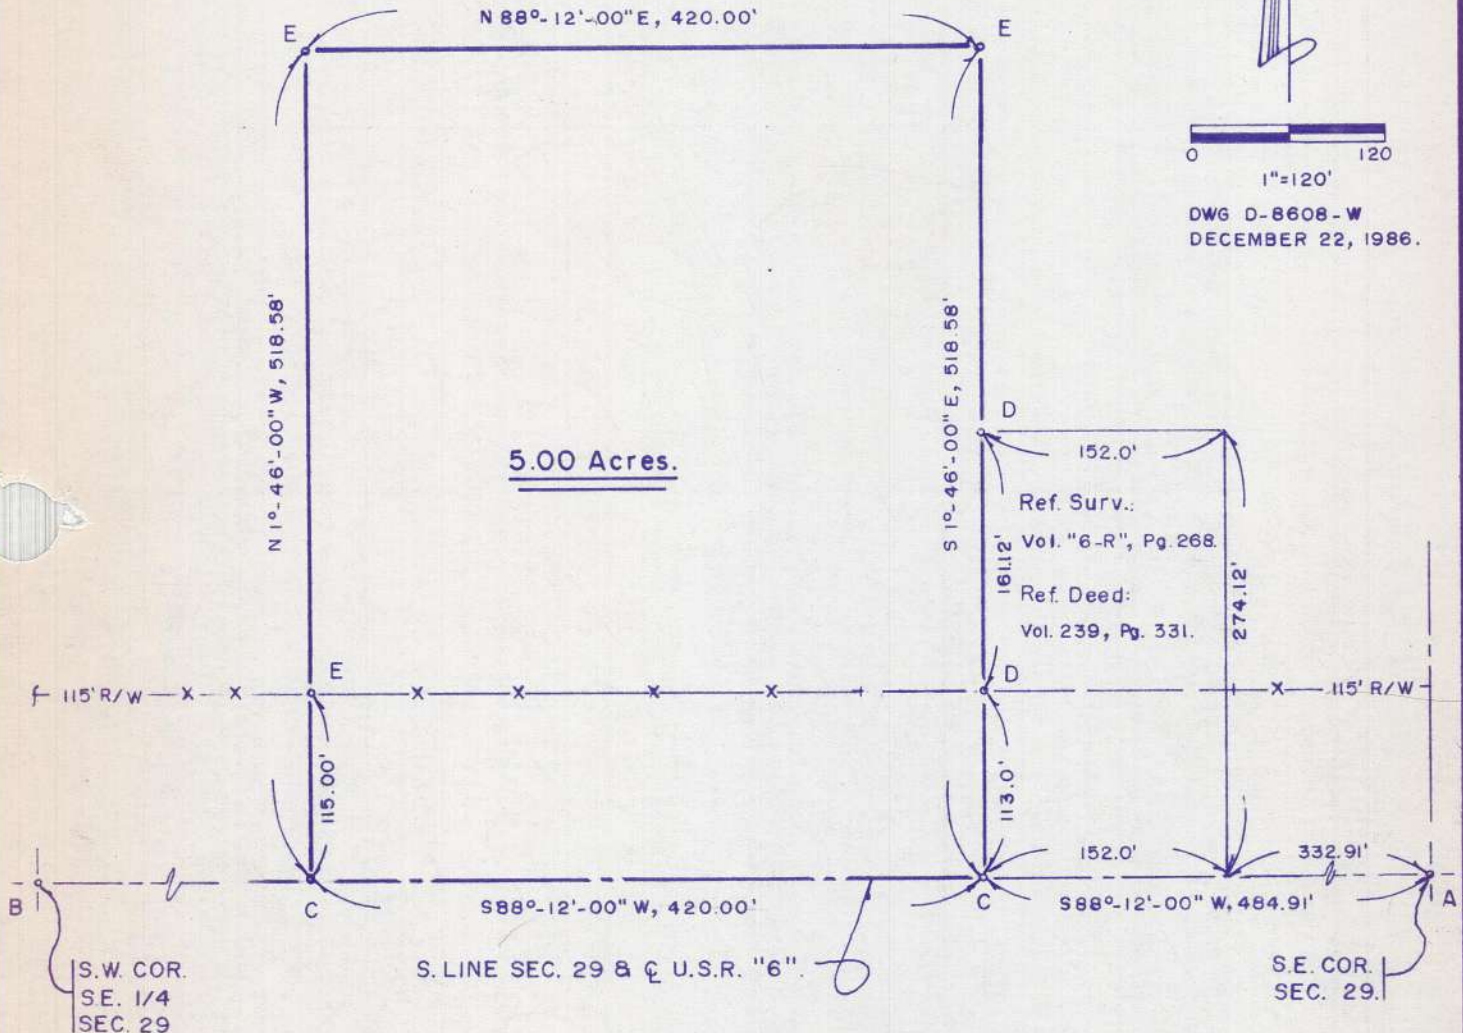 N 88°-12'-00" E, 420.00'
E
E
0 120
1"=120'
DWG D-8608-W
DECEMBER 22, 1986.
N 1°-46'-00" W, 518.58'
S 1°-46'-00" E, 518.58'
D
152.0'
5.00 Acres.
Ref. Surv.:
Vol. "6-R", Pg. 268.
161.12'
Ref. Deed:
Vol. 239, Pg. 331.
274.12'
E
D
115' R/W
X X X X X X X
115' R/W
115.00'
113.0'
152.0'
332.91'
B
C
S88°-12'-00" W, 420.00'
C
S88°-12'-00" W, 484.91'
A
S.W. COR.
S.E. 1/4
SEC. 29
S. LINE SEC. 29 & ℄ U.S.R. "6".
S.E. COR.
SEC. 29.